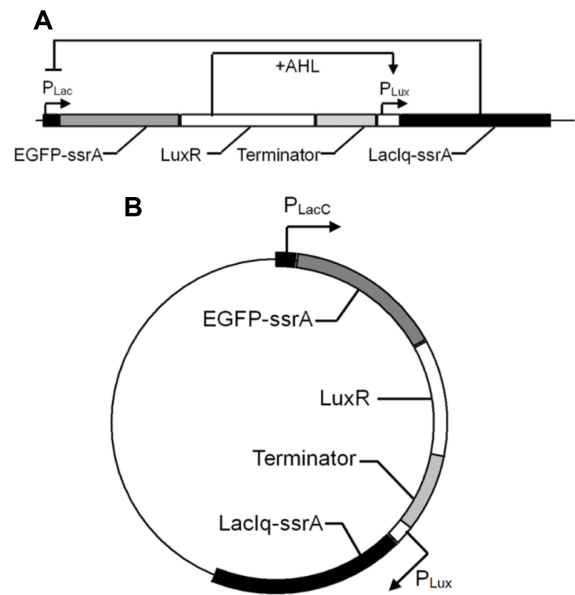 A
+AHL
PLac
PLux
EGFP-ssrA LuxR Terminator LacIq-ssrA
B
PLacC
EGFP-ssrA
LuxR
Terminator
LacIq-ssrA
PLux